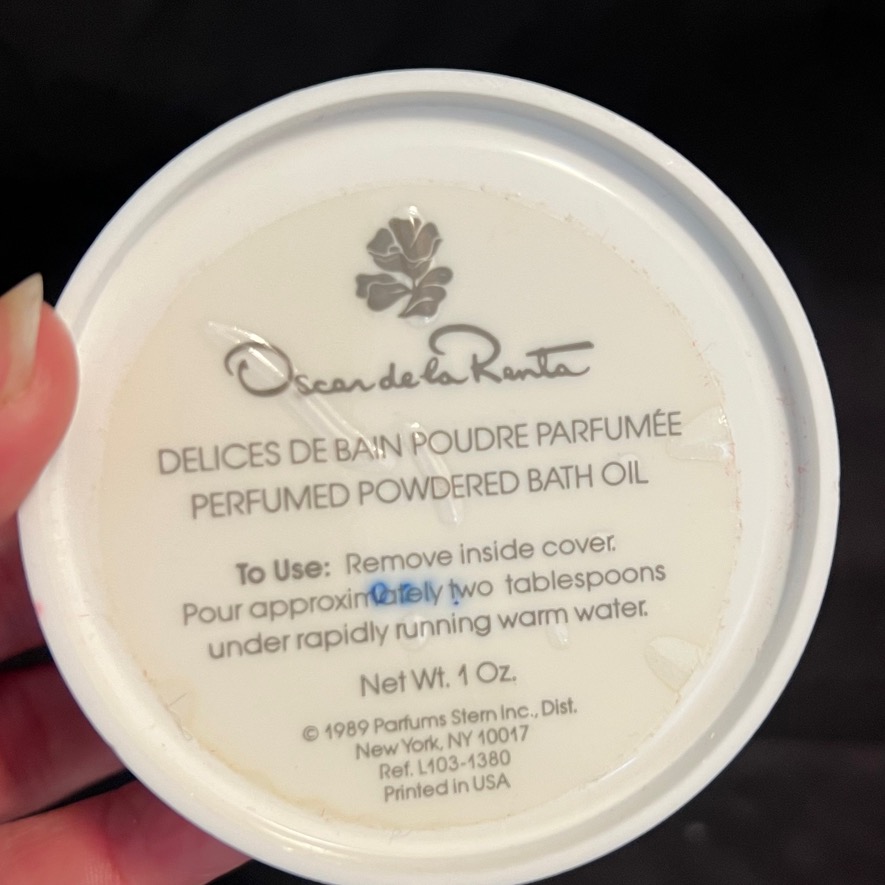 Oscar de la Renta
DELICES DE BAIN POUDRE PARFUMÉE
PERFUMED POWDERED BATH OIL
To Use: Remove inside cover.
Pour approximately two tablespoons
under rapidly running warm water.
Net Wt. 1 Oz.
© 1989 Parfums Stern Inc., Dist.
New York, NY 10017
Ref. L103-1380
Printed in USA